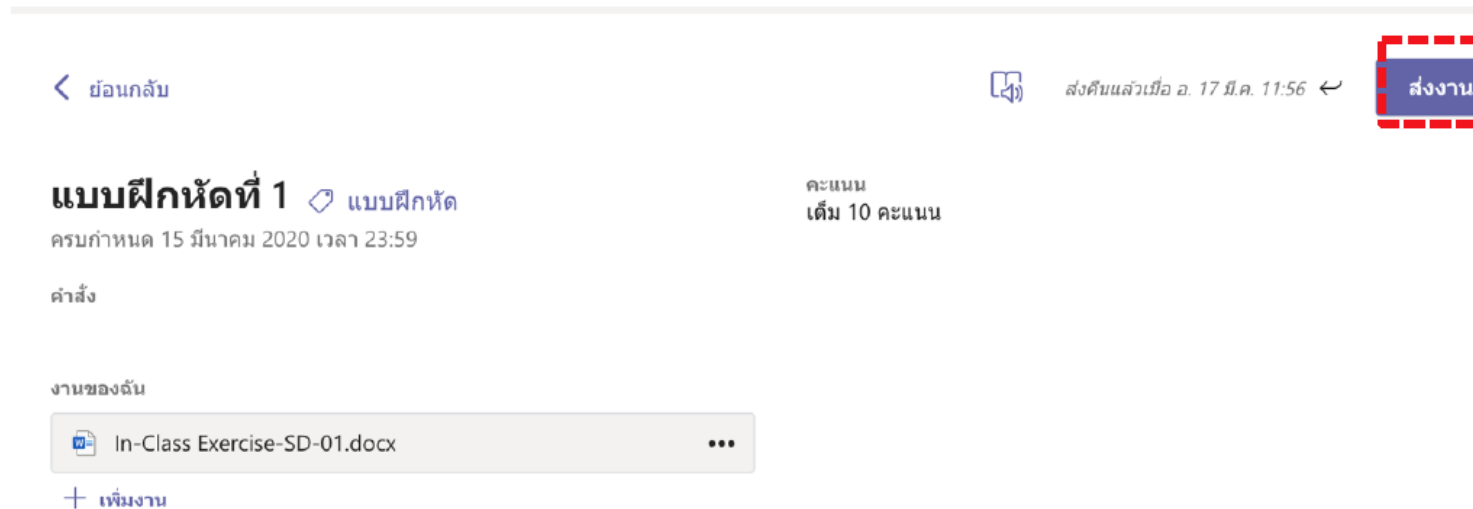 ย้อนกลับ
ส่งคืนแล้วเมื่อ อ. 17 มี.ค. 11:56
ส่งงาน
แบบฝึกหัดที่ 1 แบบฝึกหัด
ครบกำหนด 15 มีนาคม 2020 เวลา 23:59
คะแนน
เต็ม 10 คะแนน
คำสั่ง
งานของฉัน
In-Class Exercise-SD-01.docx
เพิ่มงาน